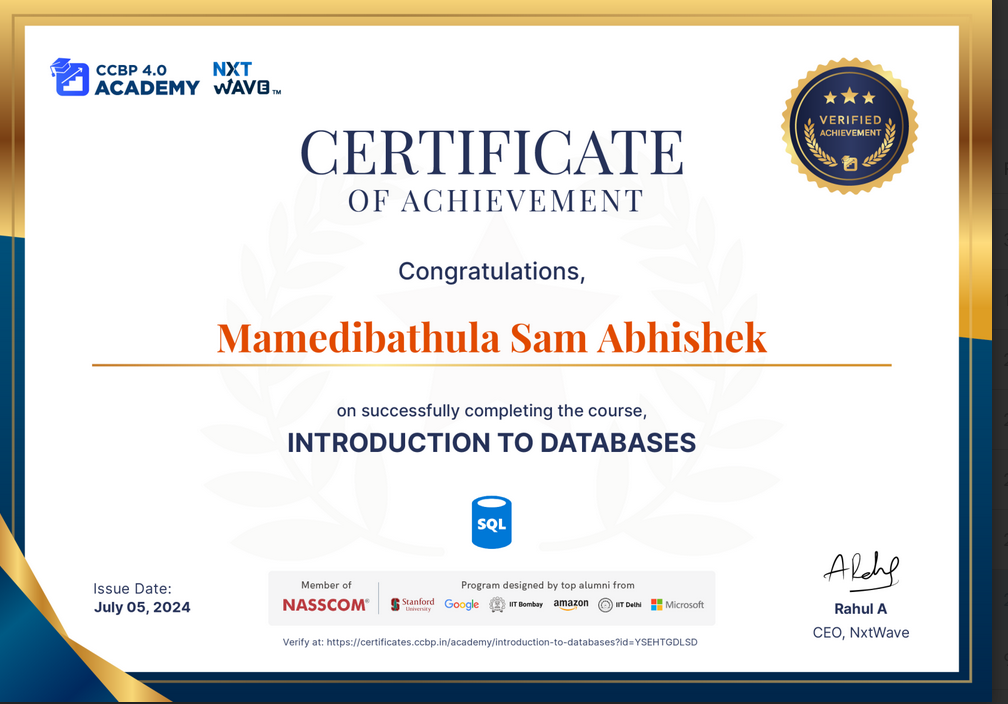 CCBP 4.0
ACADEMY
NXT
WAVE™
VERIFIED
ACHIEVEMENT
CERTIFICATE
OF ACHIEVEMENT
Congratulations,
Mamedibathula Sam Abhishek
on successfully completing the course,
INTRODUCTION TO DATABASES
SQL
Issue Date:
July 05, 2024
Member of
NASSCOM®
Program designed by top alumni from
Stanford
University
Google
IIT Bombay
amazon
IIT Delhi
Microsoft
Verify at: https://certificates.ccbp.in/academy/introduction-to-databases?id=YSEHTGDLSD
Rahul A
CEO, NxtWave